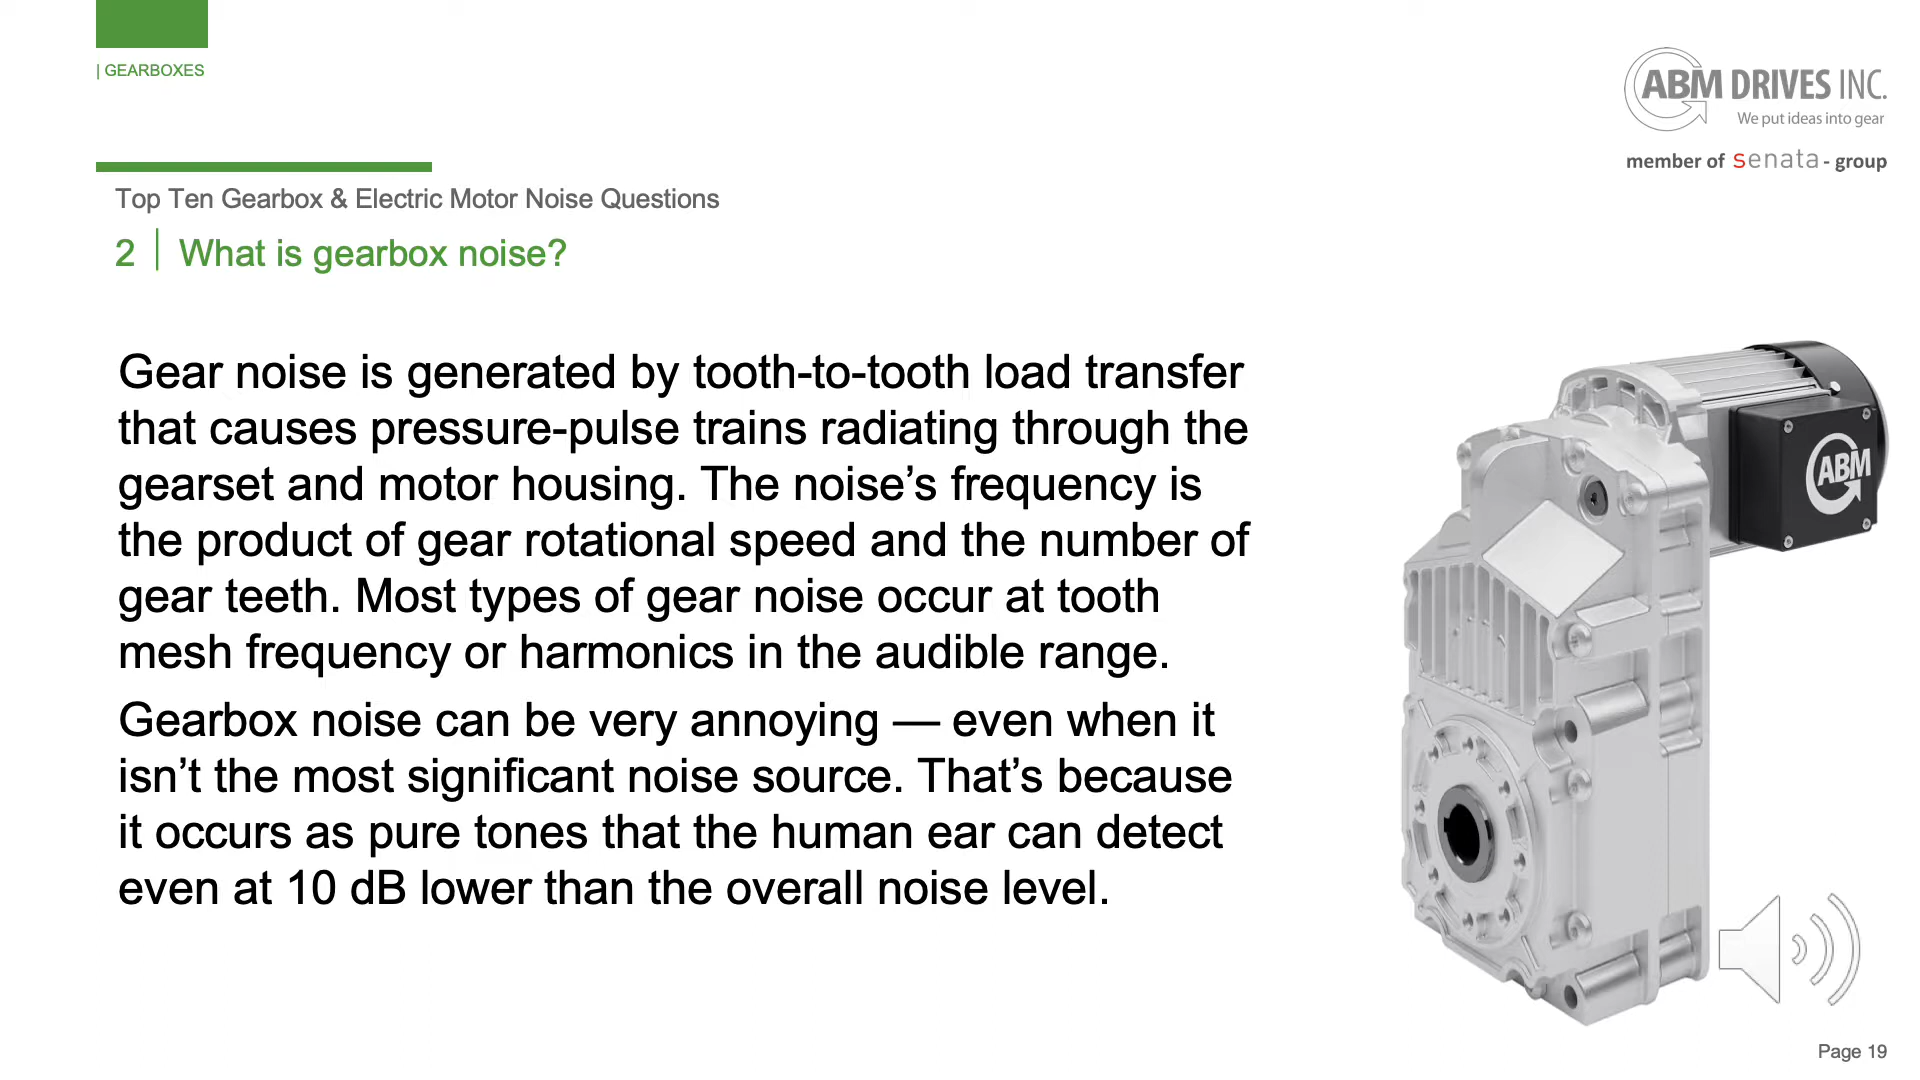 | GEARBOXES
ABM DRIVES INC.
We put ideas into gear
member of senata - group
Top Ten Gearbox & Electric Motor Noise Questions
2 | What is gearbox noise?
Gear noise is generated by tooth-to-tooth load transfer
that causes pressure-pulse trains radiating through the
gearset and motor housing. The noise’s frequency is
the product of gear rotational speed and the number of
gear teeth. Most types of gear noise occur at tooth
mesh frequency or harmonics in the audible range.
Gearbox noise can be very annoying — even when it
isn’t the most significant noise source. That’s because
it occurs as pure tones that the human ear can detect
even at 10 dB lower than the overall noise level.
ABM
Page 19